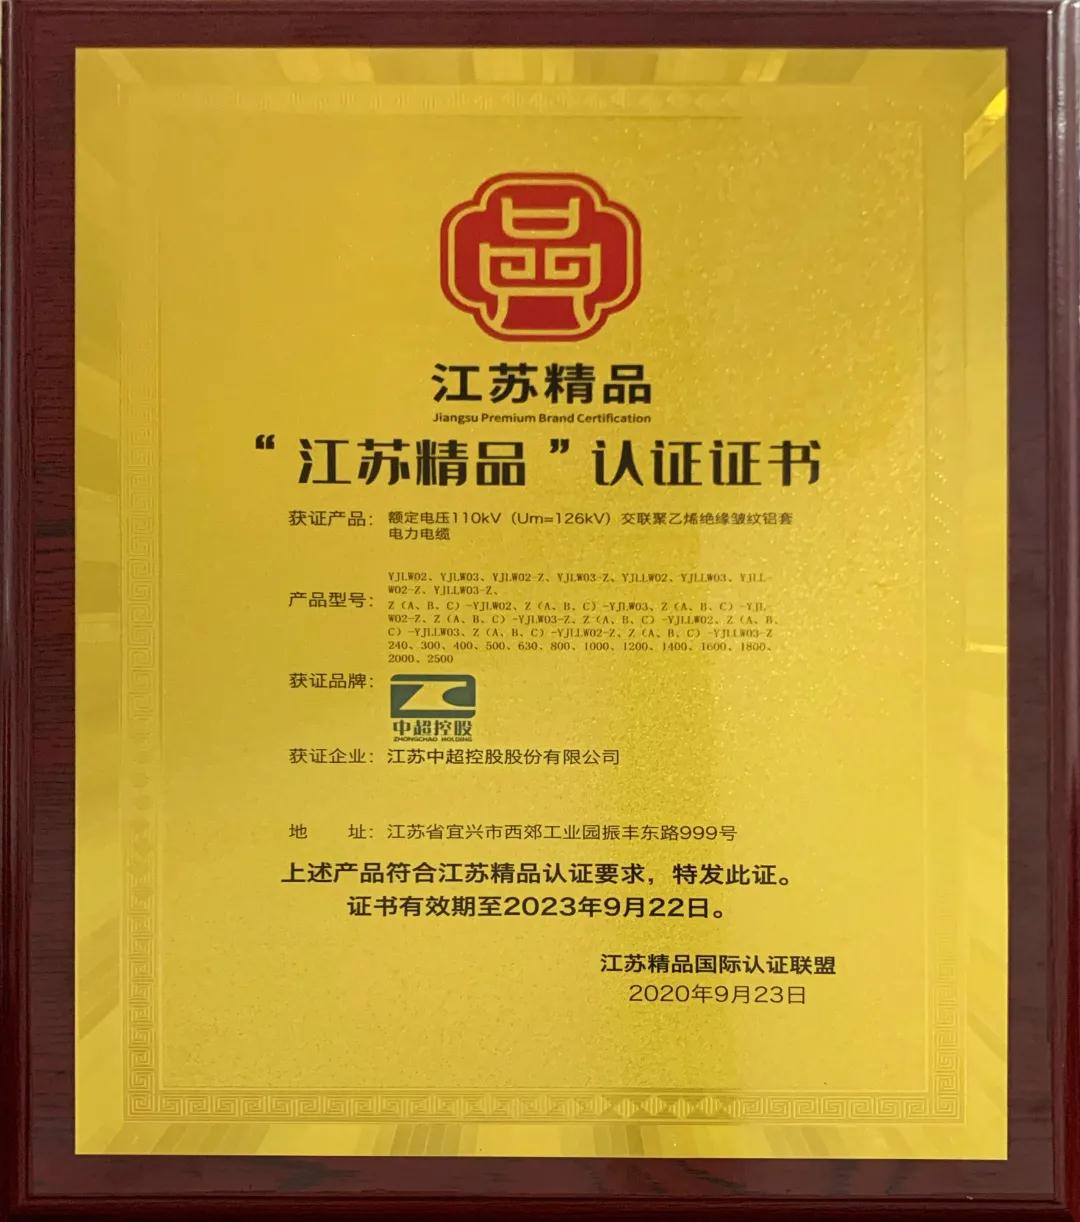 江苏精品
Jiangsu Premium Brand Certification
“江苏精品”认证证书
获证产品：额定电压110kV（Um=126kV）交联聚乙烯绝缘皱纹铝套
电力电缆
产品型号：
YJLW02、YJLW03、YJLW02-Z、YJLW03-Z、YJLLW02、YJLLW03、YJLL-
W02-Z、YJLLW03-Z、
Z（A、B、C）-YJLW02、Z（A、B、C）-YJLW03、Z（A、B、C）-YJL-
W02-Z、Z（A、B、C）-YJLW03-Z、Z（A、B、C）-YJLLW02、Z（A、B、
C）-YJLLW03、Z（A、B、C）-YJLLW02-Z、Z（A、B、C）-YJLLW03-Z
240、300、400、500、630、800、1000、1200、1400、1600、1800、
2000、2500
获证品牌：
中超控股
ZHONGCHAO HOLDING
获证企业：江苏中超控股股份有限公司
地 址：江苏省宜兴市西郊工业园振丰东路999号
上述产品符合江苏精品认证要求，特发此证。
证书有效期至2023年9月22日。
江苏精品国际认证联盟
2020年9月23日